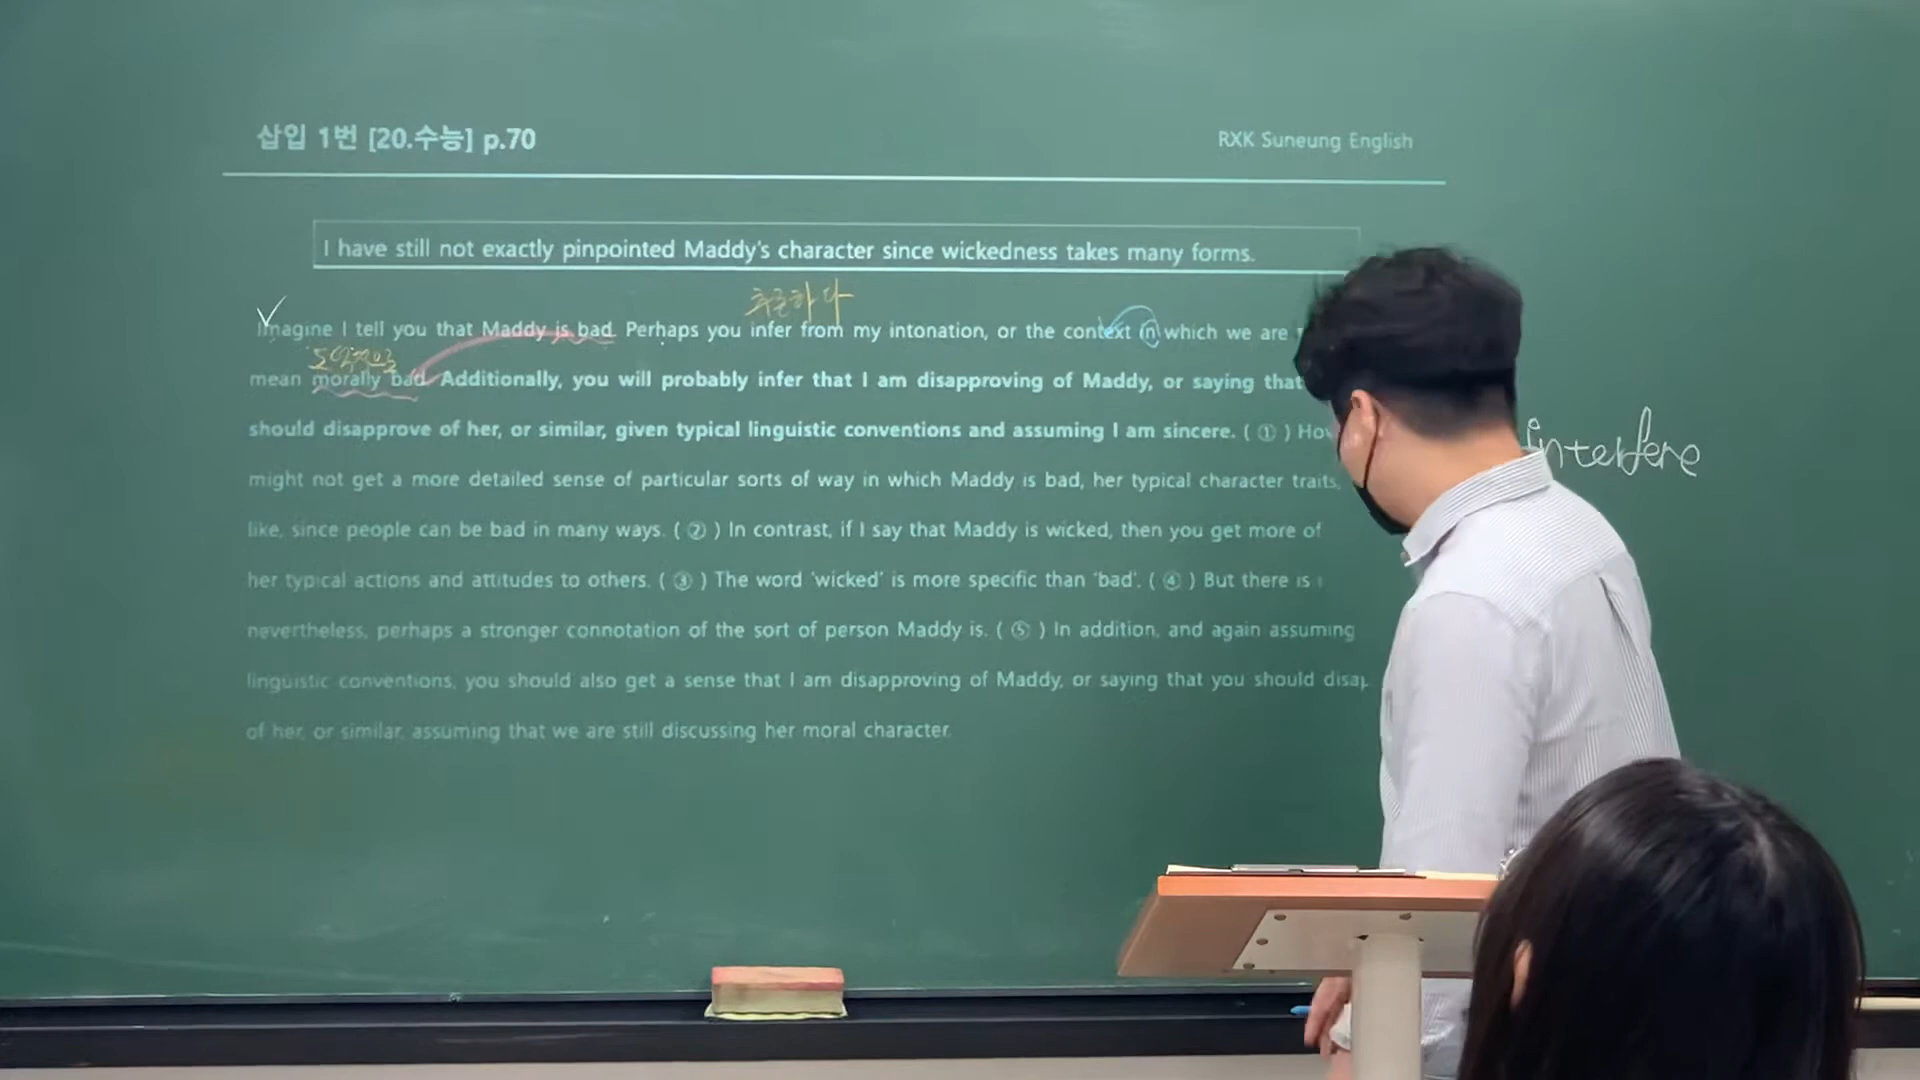 삽입 1번 [20.수능] p.70
RXK Suneung English
I have still not exactly pinpointed Maddy's character since wickedness takes many forms.
추론하다
Imagine I tell you that Maddy is bad. Perhaps you infer from my intonation, or the context in which we are
도덕적으로
mean morally bad. Additionally, you will probably infer that I am disapproving of Maddy, or saying that
should disapprove of her, or similar, given typical linguistic conventions and assuming I am sincere. ( ① )
interfere
might not get a more detailed sense of particular sorts of way in which Maddy is bad, her typical character traits,
like, since people can be bad in many ways. ( ② ) In contrast, if I say that Maddy is wicked, then you get more of
her typical actions and attitudes to others. ( ③ ) The word 'wicked' is more specific than 'bad'. ( ④ ) But there is
nevertheless, perhaps a stronger connotation of the sort of person Maddy is. ( ⑤ ) In addition, and again assuming
linguistic conventions, you should also get a sense that I am disapproving of Maddy, or saying that you should
of her, or similar, assuming that we are still discussing her moral character.